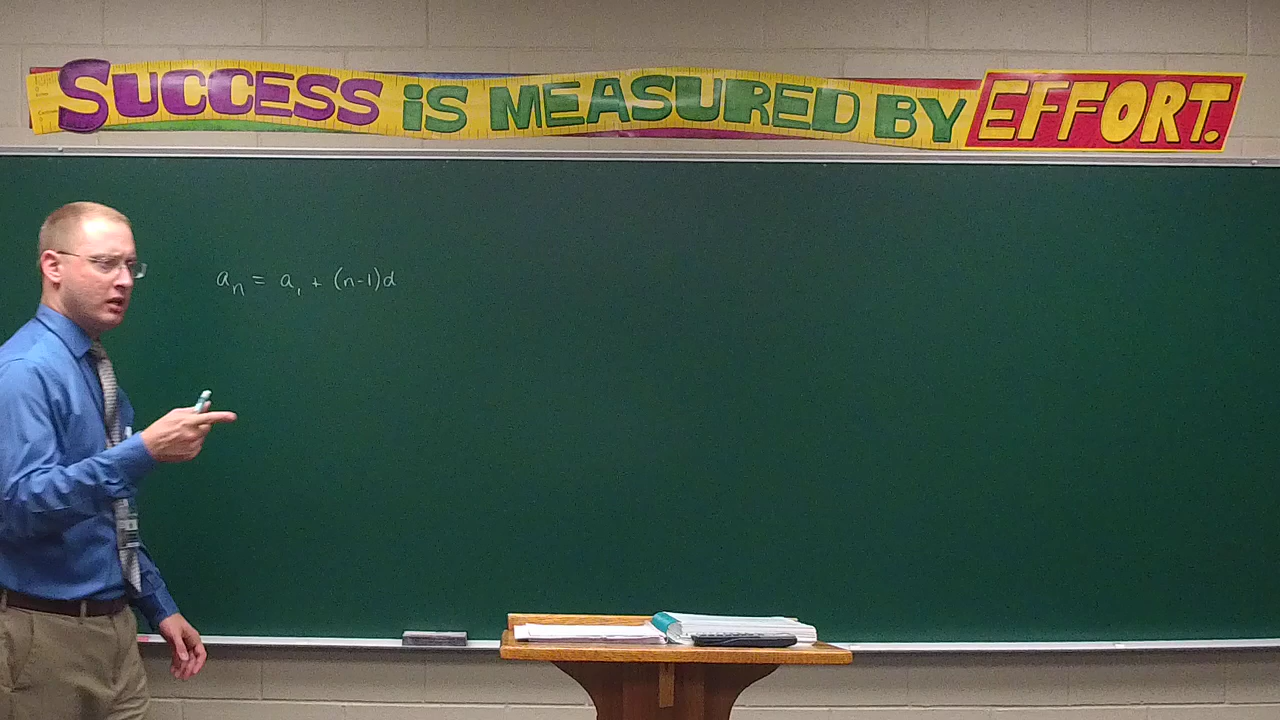 SUCCESS iS MEASURED BY EFFORT.
aₙ = a₁ + (n-1)d